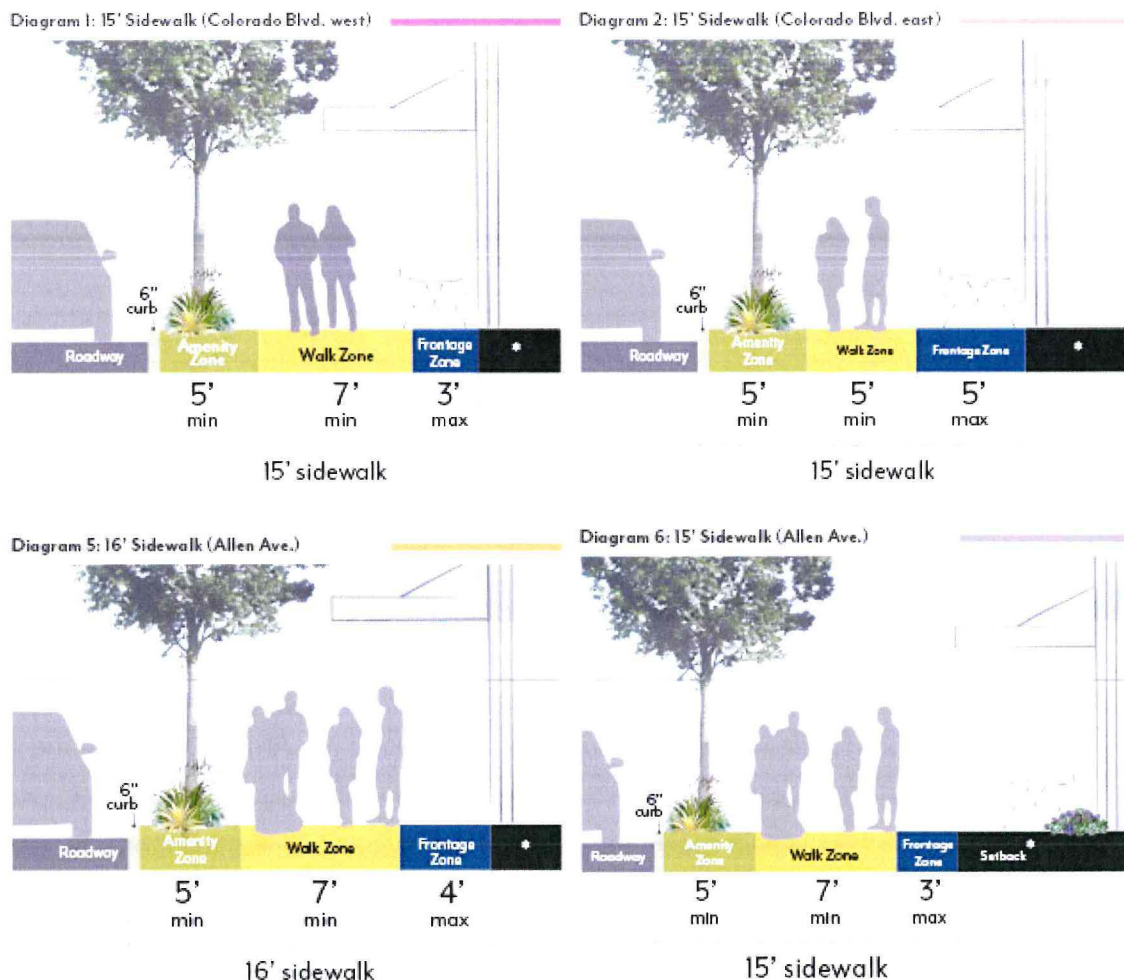 Diagram 1: 15' Sidewalk (Colorado Blvd. west)
6"
curb
Roadway
Amenity
Zone
Walk Zone
Frontage
Zone
*
5'
min
7'
min
3'
max
15' sidewalk
Diagram 2: 15' Sidewalk (Colorado Blvd. east)
6"
curb
Roadway
Amenity
Zone
Walk Zone
Frontage Zone
*
5'
min
5'
min
5'
max
15' sidewalk
Diagram 5: 16' Sidewalk (Allen Ave.)
6"
curb
Roadway
Amenity
Zone
Walk Zone
Frontage
Zone
*
5'
min
7'
min
4'
max
16' sidewalk
Diagram 6: 15' Sidewalk (Allen Ave.)
6"
curb
Roadway
Amenity
Zone
Walk Zone
Frontage
Zone
Setback*
5'
min
7'
min
3'
max
15' sidewalk